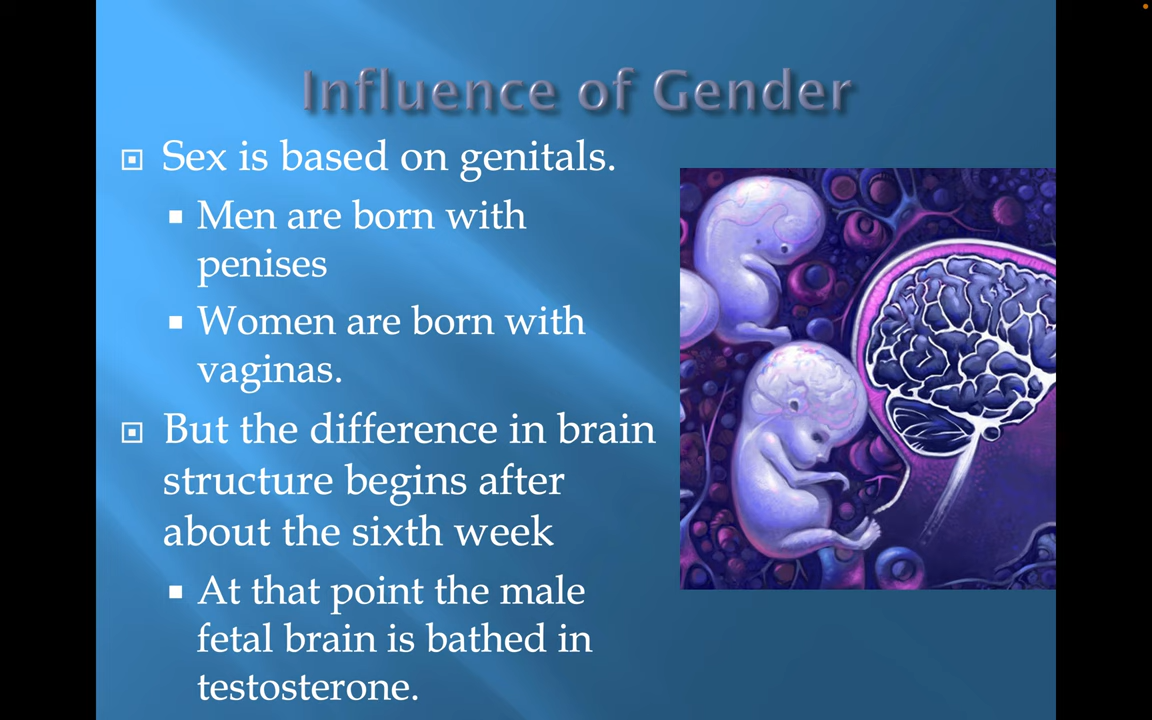 Influence of Gender
Sex is based on genitals.
Men are born with
penises
Women are born with
vaginas.
But the difference in brain
structure begins after
about the sixth week
At that point the male
fetal brain is bathed in
testosterone.